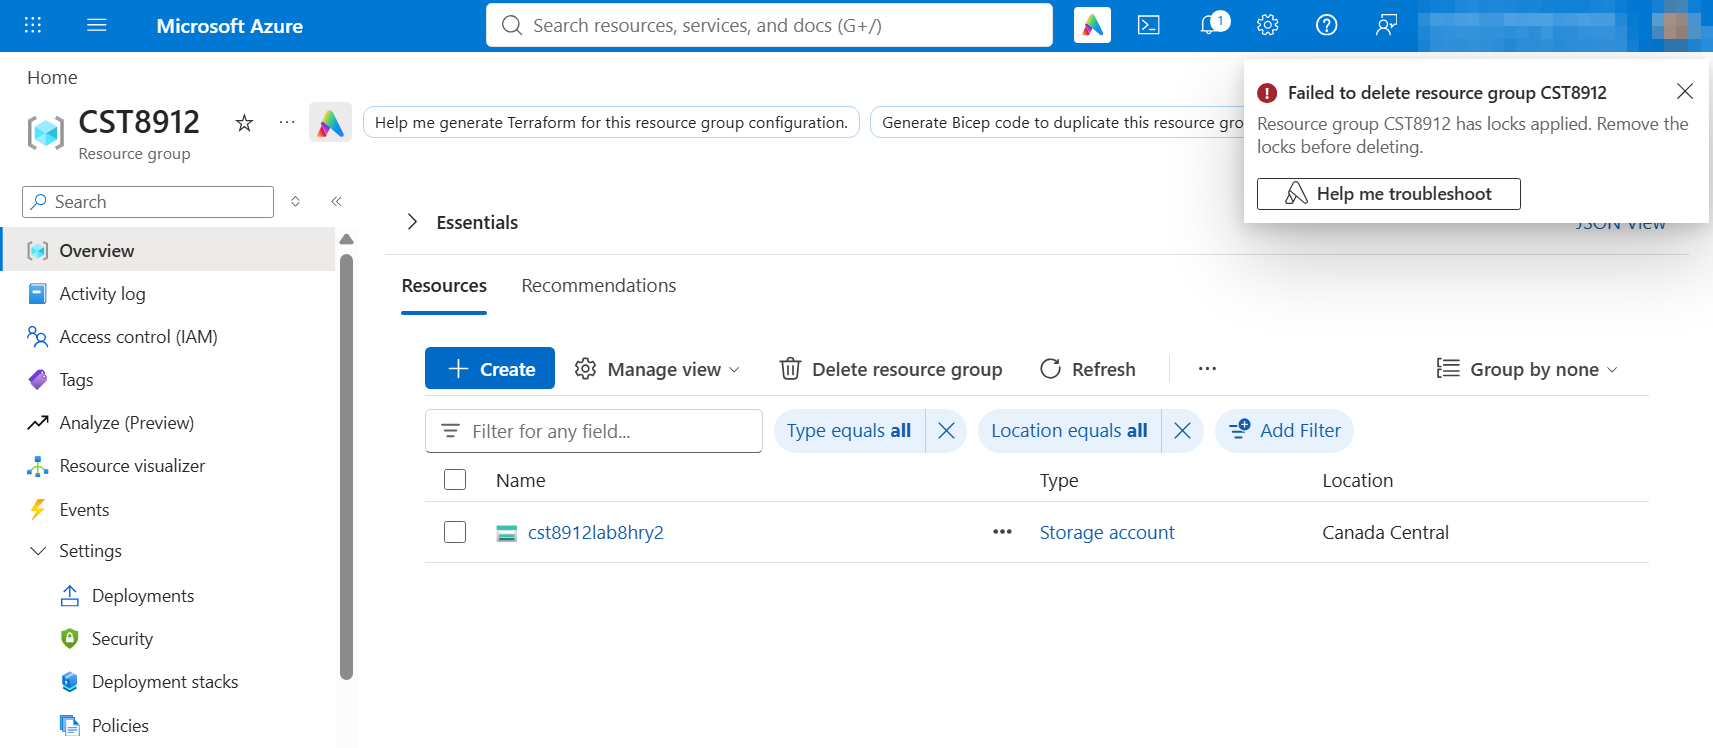 Microsoft Azure
Search resources, services, and docs (G+/)
1
Home
CST8912
Resource group
Help me generate Terraform for this resource group configuration.
Generate Bicep code to duplicate this resource gro
Failed to delete resource group CST8912
Resource group CST8912 has locks applied. Remove the
locks before deleting.
Help me troubleshoot
Search
Essentials
JSON View
Overview
Activity log
Access control (IAM)
Tags
Analyze (Preview)
Resource visualizer
Events
Settings
Deployments
Security
Deployment stacks
Policies
Resources
Recommendations
Create
Manage view
Delete resource group
Refresh
Group by none
Filter for any field...
Type equals all
Location equals all
Add Filter
Name
Type
Location
cst8912lab8hry2
Storage account
Canada Central